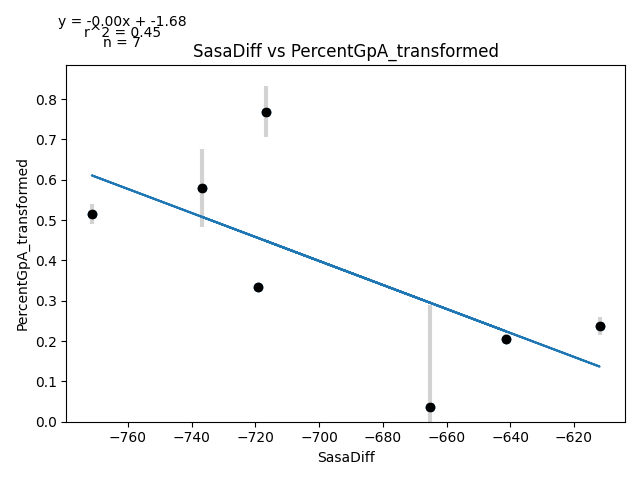 y = -0.00x + -1.68
r^2 = 0.45
n = 7
SasaDiff vs PercentGpA_transformed
PercentGpA_transformed
0.8
0.7
0.6
0.5
0.4
0.3
0.2
0.1
0.0
−760 −740 −720 −700 −680 −660 −640 −620
SasaDiff